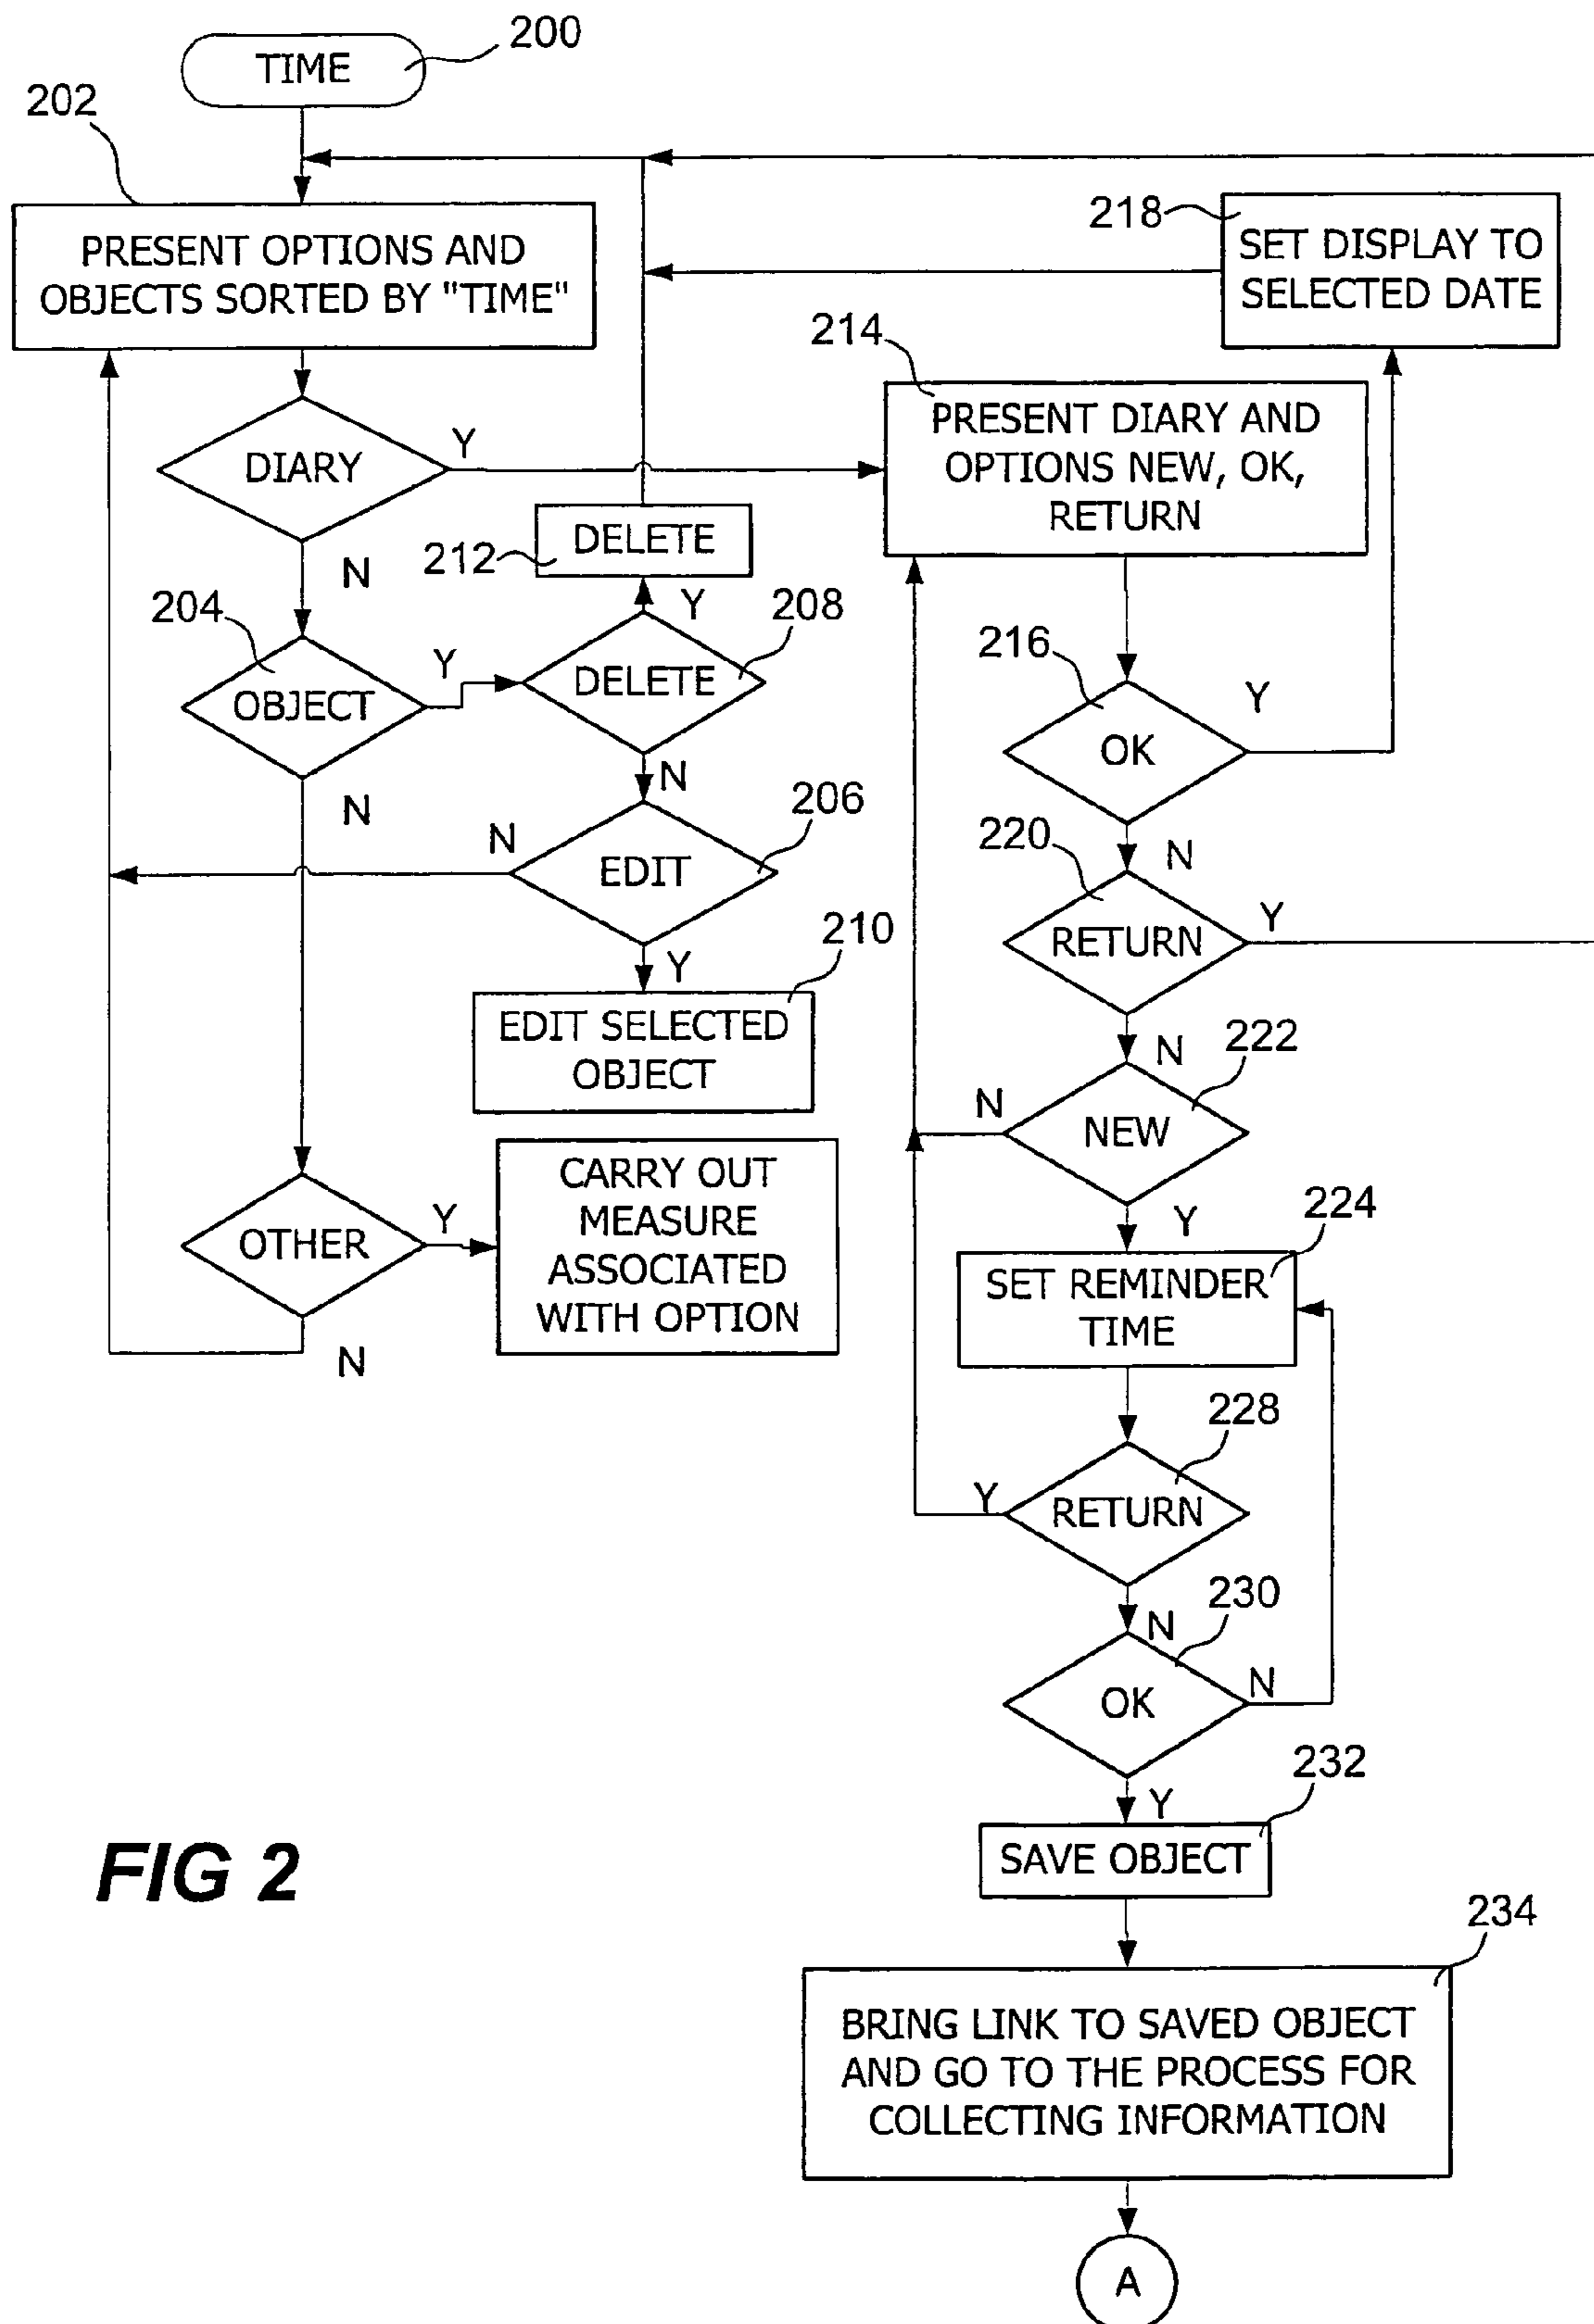 200
TIME
202
PRESENT OPTIONS AND
OBJECTS SORTED BY "TIME"
218
SET DISPLAY TO
SELECTED DATE
214
PRESENT DIARY AND
OPTIONS NEW, OK,
RETURN
DIARY
Y
N
212
DELETE
Y
204
OBJECT
Y
N
208
DELETE
N
206
EDIT
N
Y
210
EDIT SELECTED
OBJECT
OTHER
Y
N
CARRY OUT
MEASURE
ASSOCIATED
WITH OPTION
216
OK
Y
N
220
RETURN
Y
N
222
NEW
N
Y
224
SET REMINDER
TIME
228
RETURN
Y
N
230
OK
N
Y
232
SAVE OBJECT
234
BRING LINK TO SAVED OBJECT
AND GO TO THE PROCESS FOR
COLLECTING INFORMATION
A
FIG 2